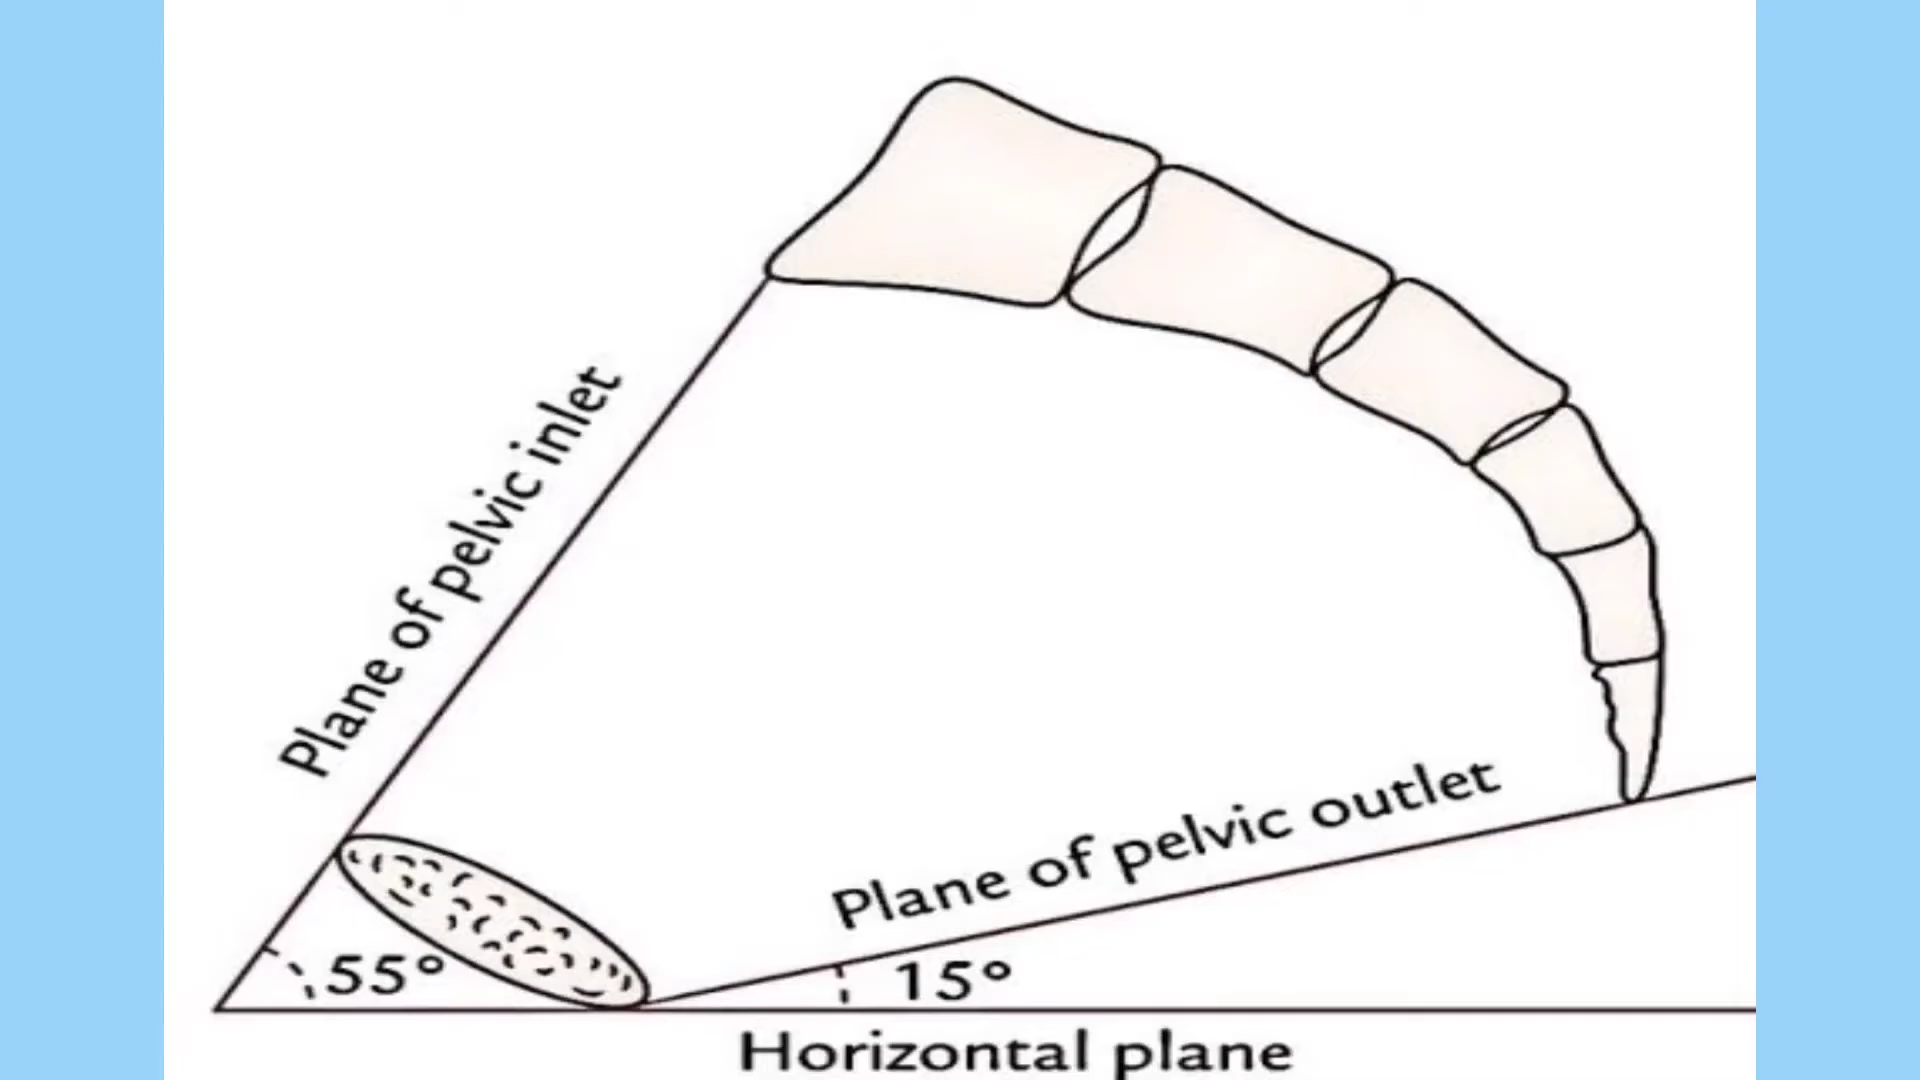 Plane of pelvic inlet
Plane of pelvic outlet
55°
15°
Horizontal plane